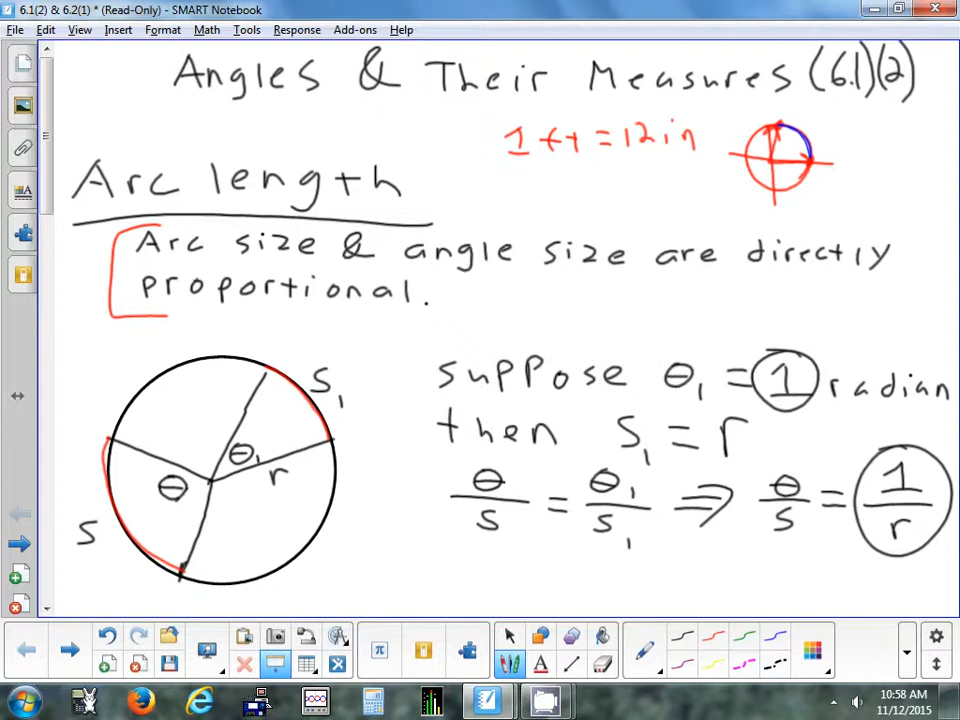 6.1(2) & 6.2(1) * (Read-Only) - SMART Notebook
File Edit View Insert Format Math Tools Response Add-ons Help
Angles & Their Measures (6.1)(2)
1 ft = 12 in
Arc length
Arc size & angle size are directly
proportional.
suppose θ₁ = 1 radian
then s₁ = r
θ/s = θ₁/s₁ ⇒ θ/s = 1/r
S₁
θ₁
r
θ
s
10:58 AM
11/12/2015